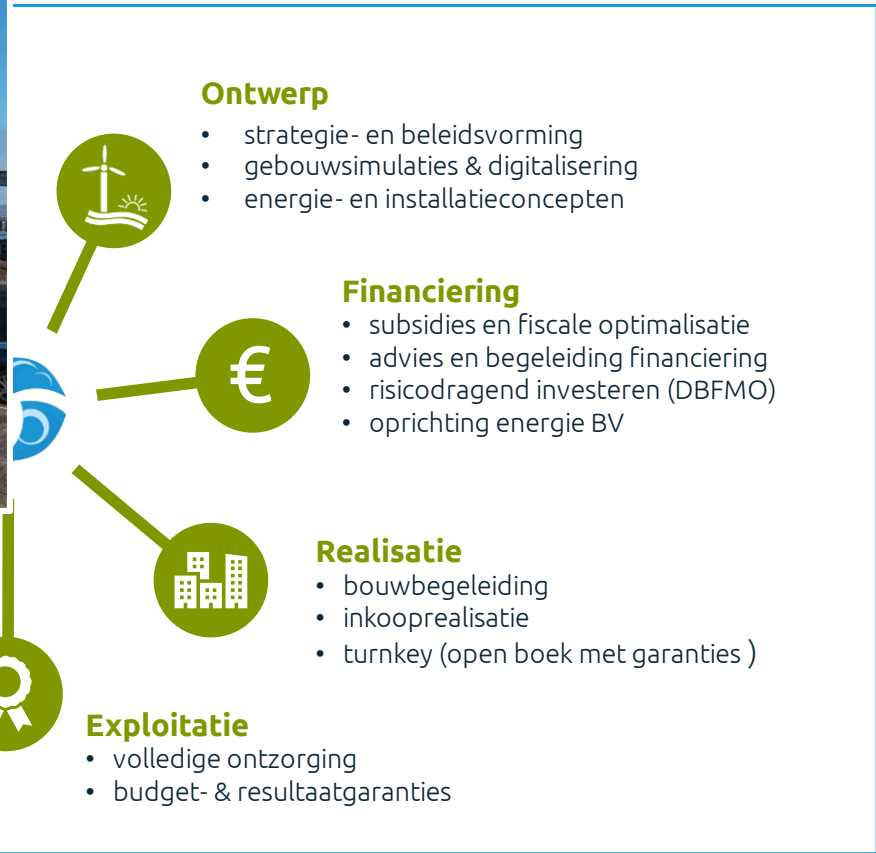 Ontwerp
• strategie- en beleidsvorming
• gebouwsimulaties & digitalisering
• energie- en installatieconcepten
Financiering
• subsidies en fiscale optimalisatie
• advies en begeleiding financiering
• risicodragend investeren (DBFMO)
• oprichting energie BV
€
Realisatie
• bouwbegeleiding
• inkooprealisatie
• turnkey (open boek met garanties )
Exploitatie
• volledige ontzorging
• budget- & resultaatgaranties